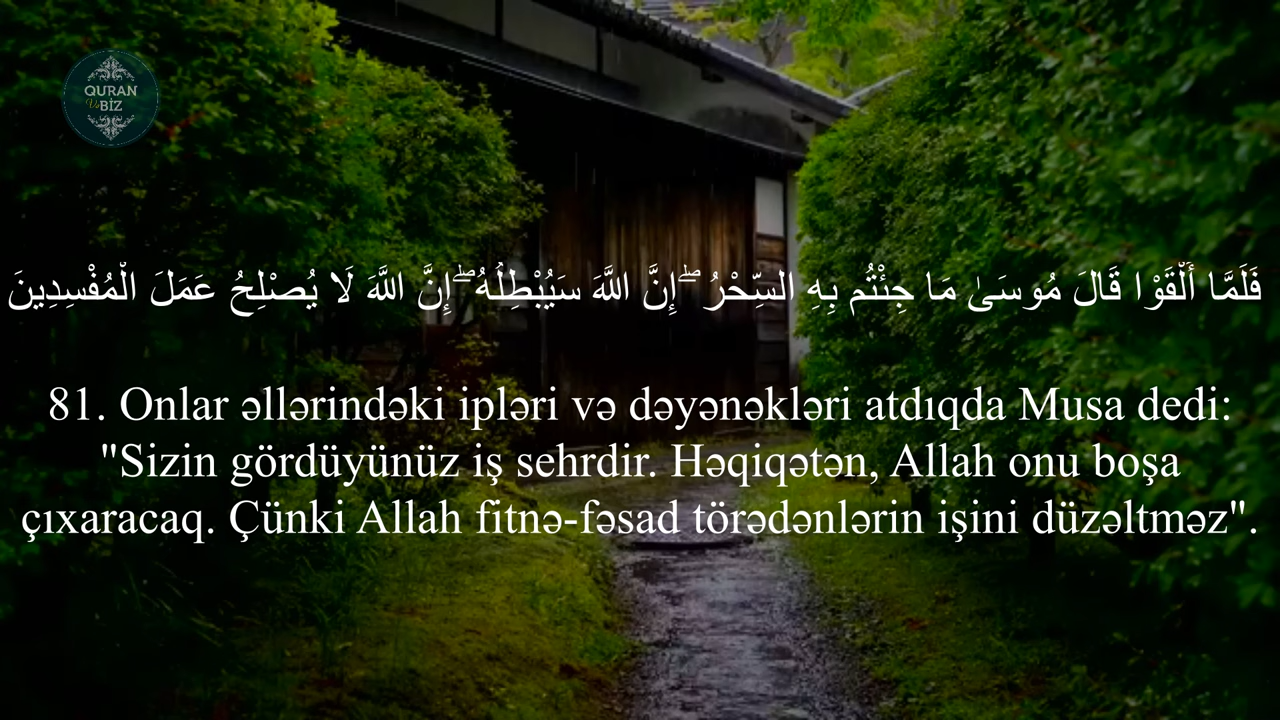 QURAN
Və BİZ
فَلَمَّا أَلْقَوْا قَالَ مُوسَىٰ مَا جِئْتُم بِهِ السِّحْرُ ۖ إِنَّ اللَّهَ سَيُبْطِلُهُ ۖ إِنَّ اللَّهَ لَا يُصْلِحُ عَمَلَ الْمُفْسِدِينَ
81. Onlar əllərindəki ipləri və dəyənəkləri atdıqda Musa dedi:
"Sizin gördüyünüz iş sehrdir. Həqiqətən, Allah onu boşa
çıxaracaq. Çünki Allah fitnə-fəsad törədənlərin işini düzəltməz".